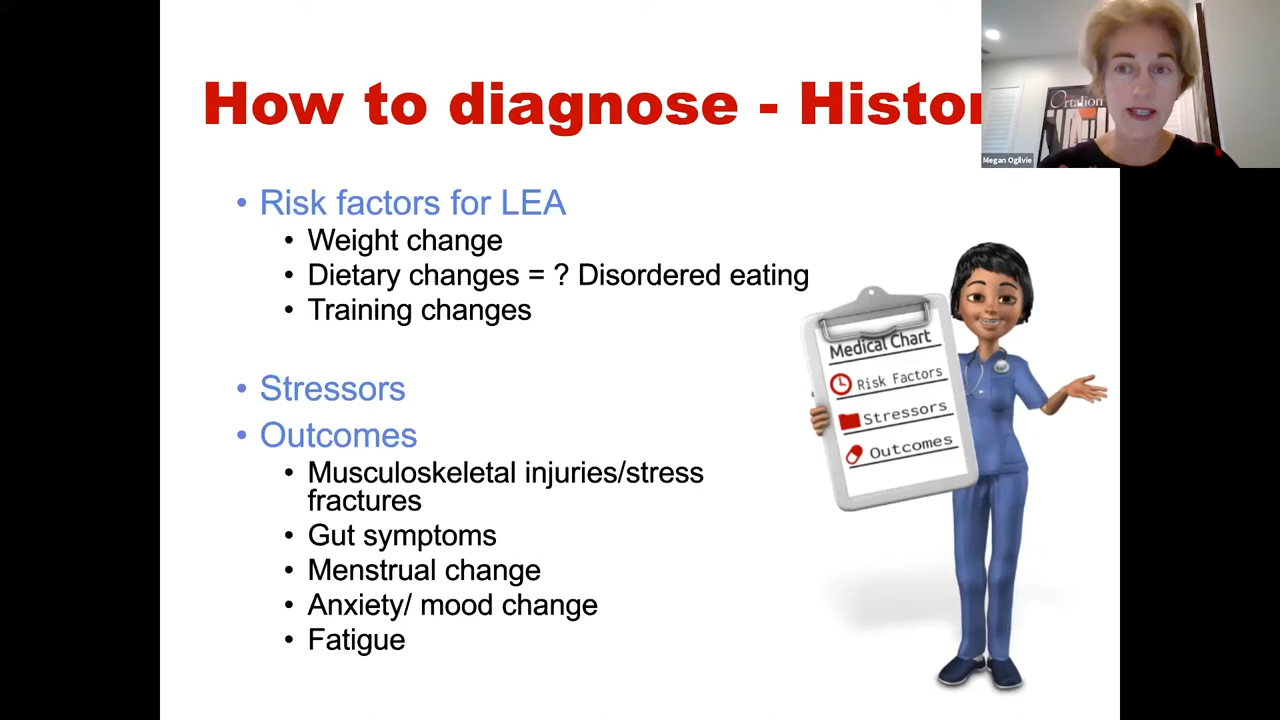 How to diagnose - Histor
Megan Ogilvie
• Risk factors for LEA
• Weight change
• Dietary changes = ? Disordered eating
• Training changes
• Stressors
• Outcomes
• Musculoskeletal injuries/stress
fractures
• Gut symptoms
• Menstrual change
• Anxiety/ mood change
• Fatigue
Medical Chart
Risk Factors
Stressors
Outcomes